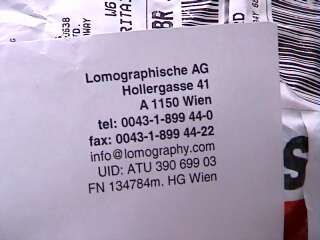 Lomographische AG
Hollergasse 41
A 1150 Wien
tel: 0043-1-899 44-0
fax: 0043-1-899 44-22
info@lomography.com
UID: ATU 390 699 03
FN 134784m. HG Wien